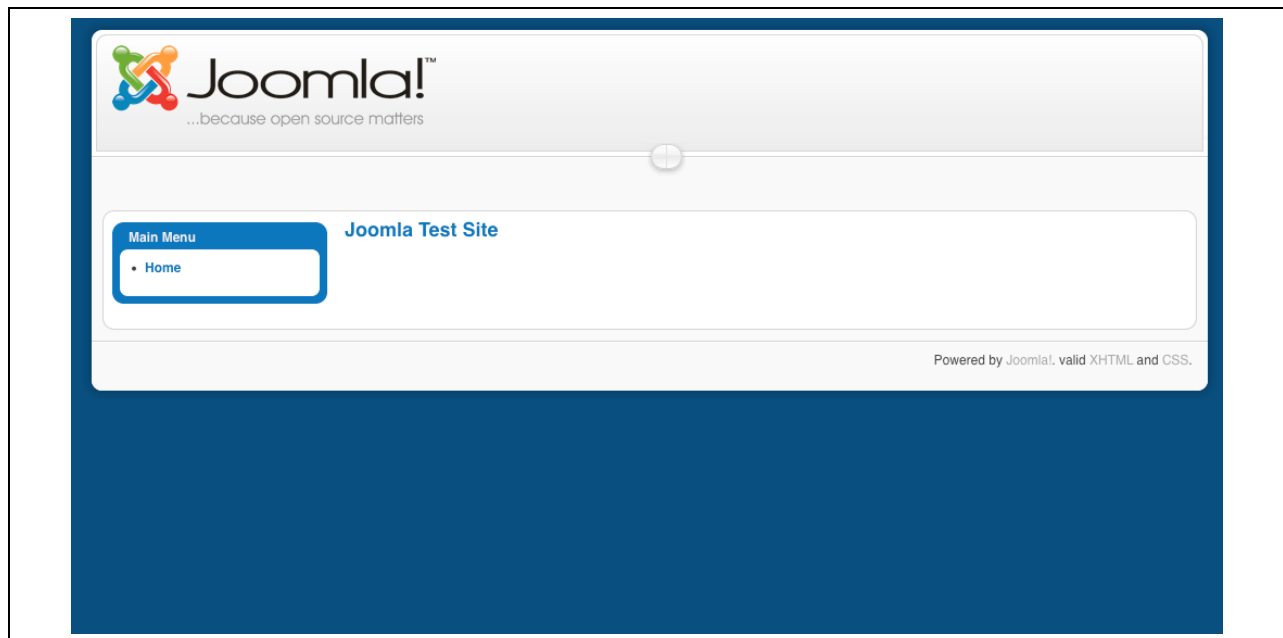 Joomla!™
...because open source matters
Main Menu
Home
Joomla Test Site
Powered by Joomla!. valid XHTML and CSS.